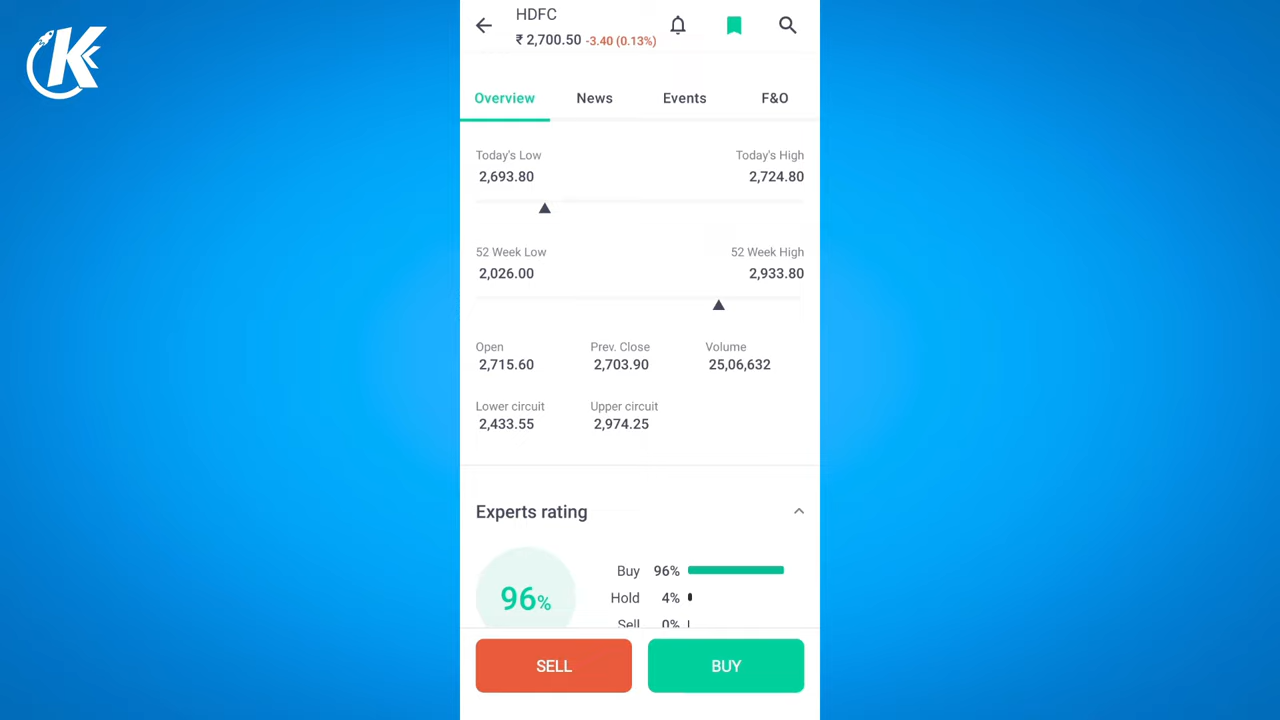 K
HDFC
₹ 2,700.50 -3.40 (0.13%)
Overview News Events F&O
Today's Low Today's High
2,693.80 2,724.80
52 Week Low 52 Week High
2,026.00 2,933.80
Open Prev. Close Volume
2,715.60 2,703.90 25,06,632
Lower circuit Upper circuit
2,433.55 2,974.25
Experts rating
96%
Buy 96%
Hold 4%
Sell 0%
SELL BUY